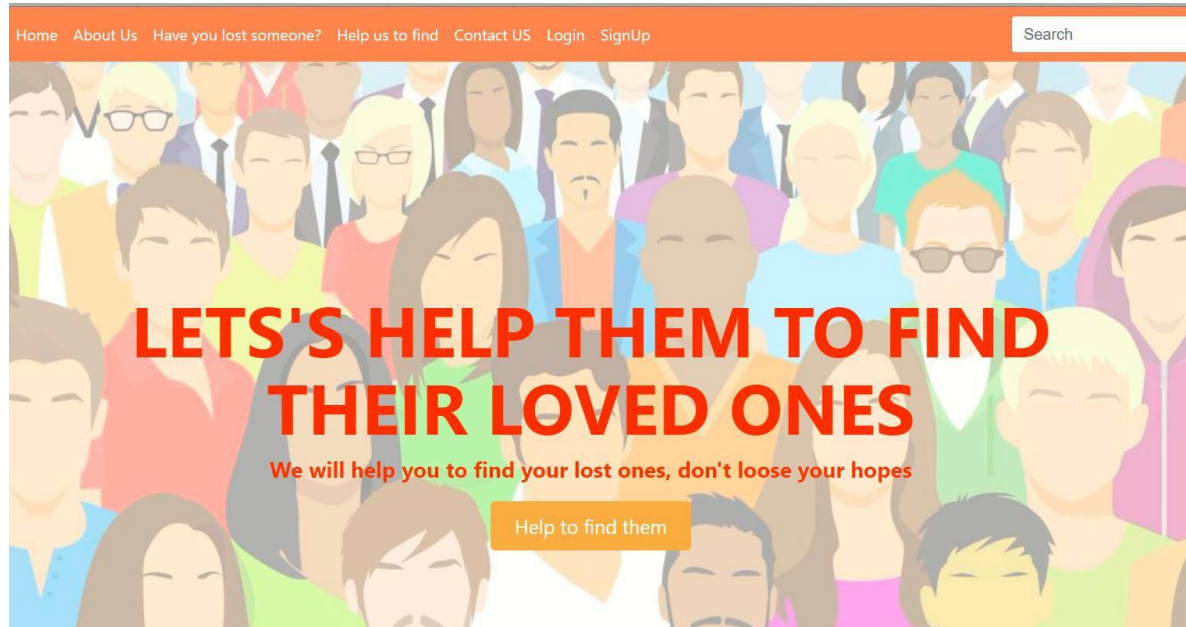 Home About Us Have you lost someone? Help us to find Contact US Login SignUp Search
LETS'S HELP THEM TO FIND
THEIR LOVED ONES
We will help you to find your lost ones, don't loose your hopes
Help to find them